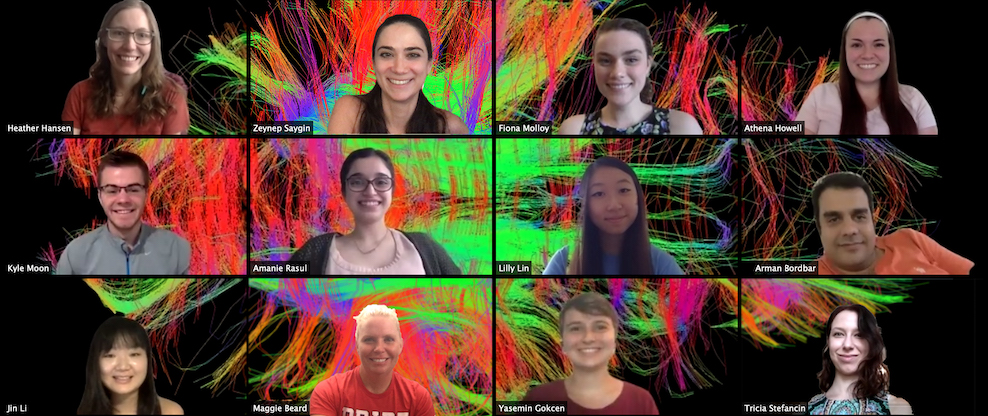 Heather Hansen
Zeynep Saygin
Fiona Molloy
Athena Howell
Kyle Moon
Amanie Rasul
Lilly Lin
Arman Bordbar
Jin Li
Maggie Beard
PRIDE
Yasemin Gokcen
Tricia Stefancin